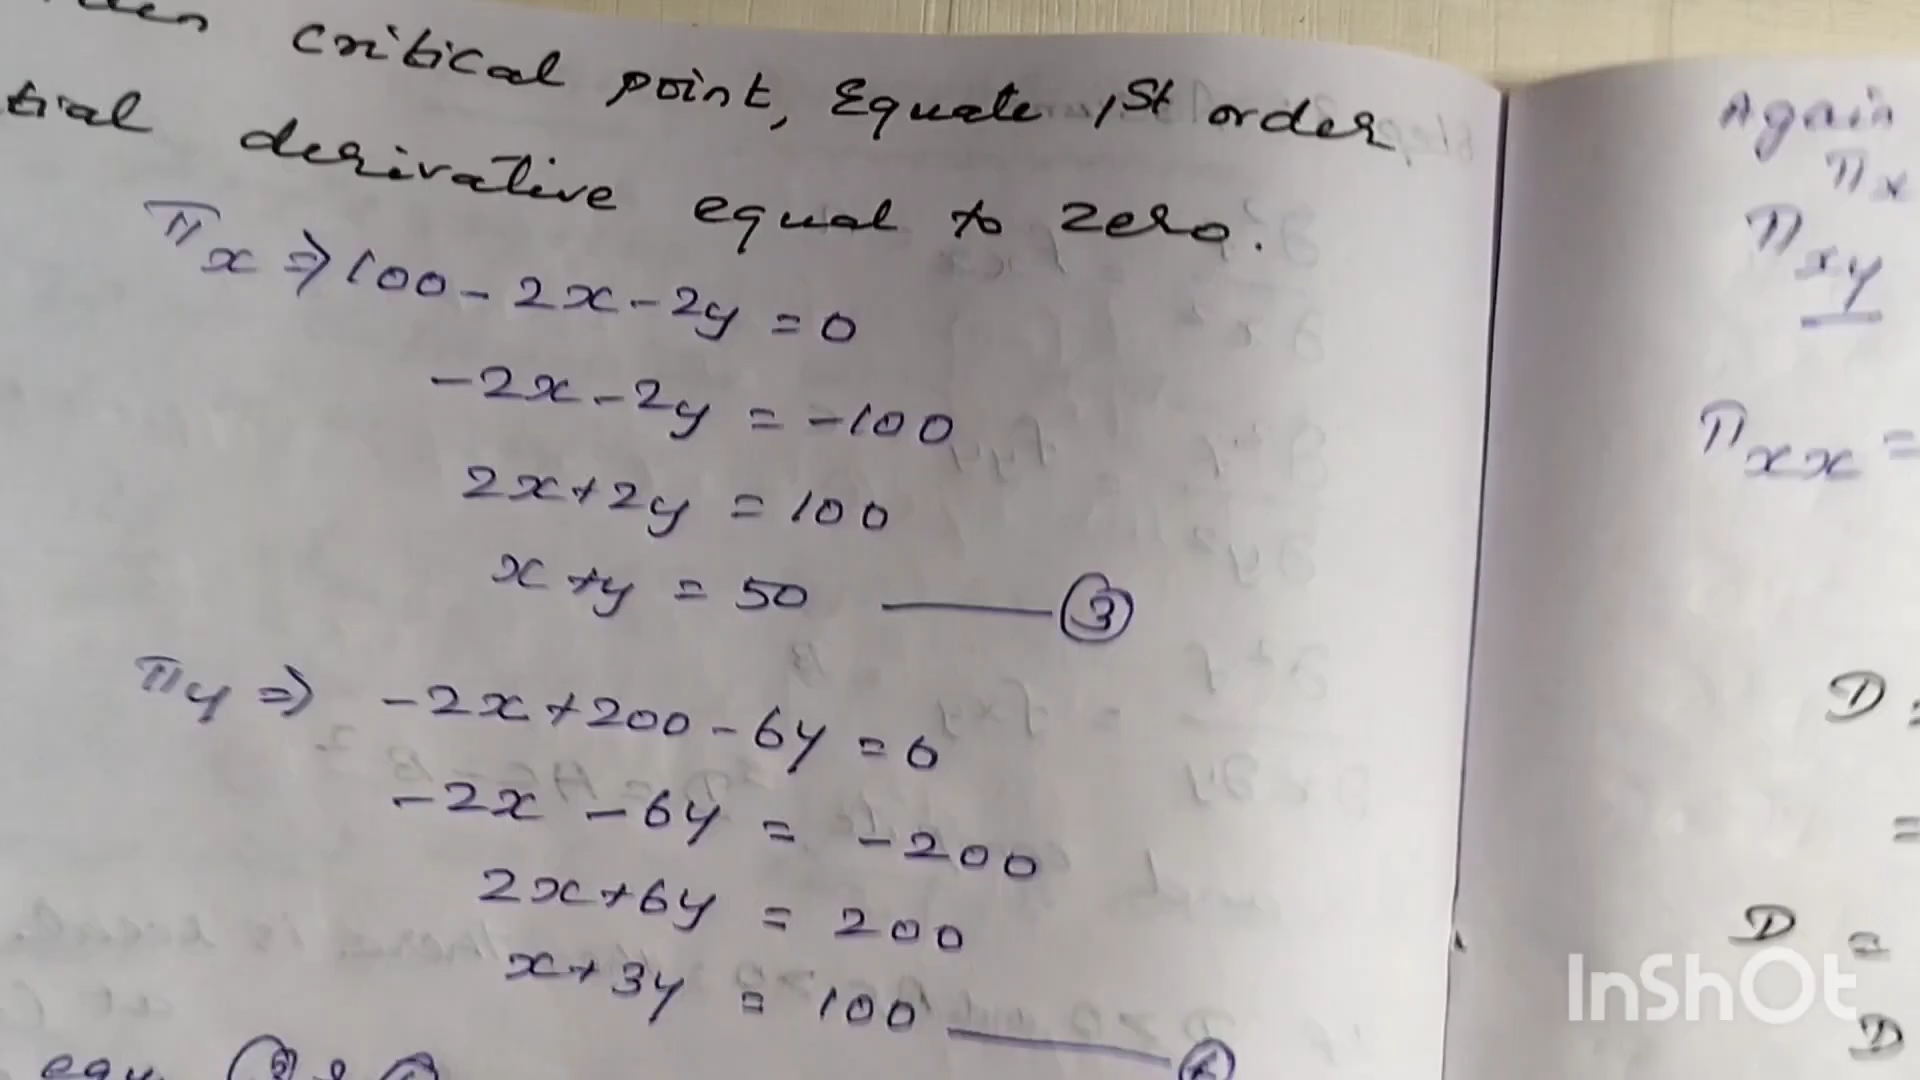 critical point, Equate 1st order
tial derivative equal to zero.
πx ⇒ 100 - 2x - 2y = 0
-2x - 2y = -100
2x + 2y = 100
x + y = 50 —— ③
πy ⇒ -2x + 200 - 6y = 0
-2x - 6y = -200
2x + 6y = 200
x + 3y = 100 ——
equ
Again
πx
πxy
πxx =
D =
=
D =
D
InShOt